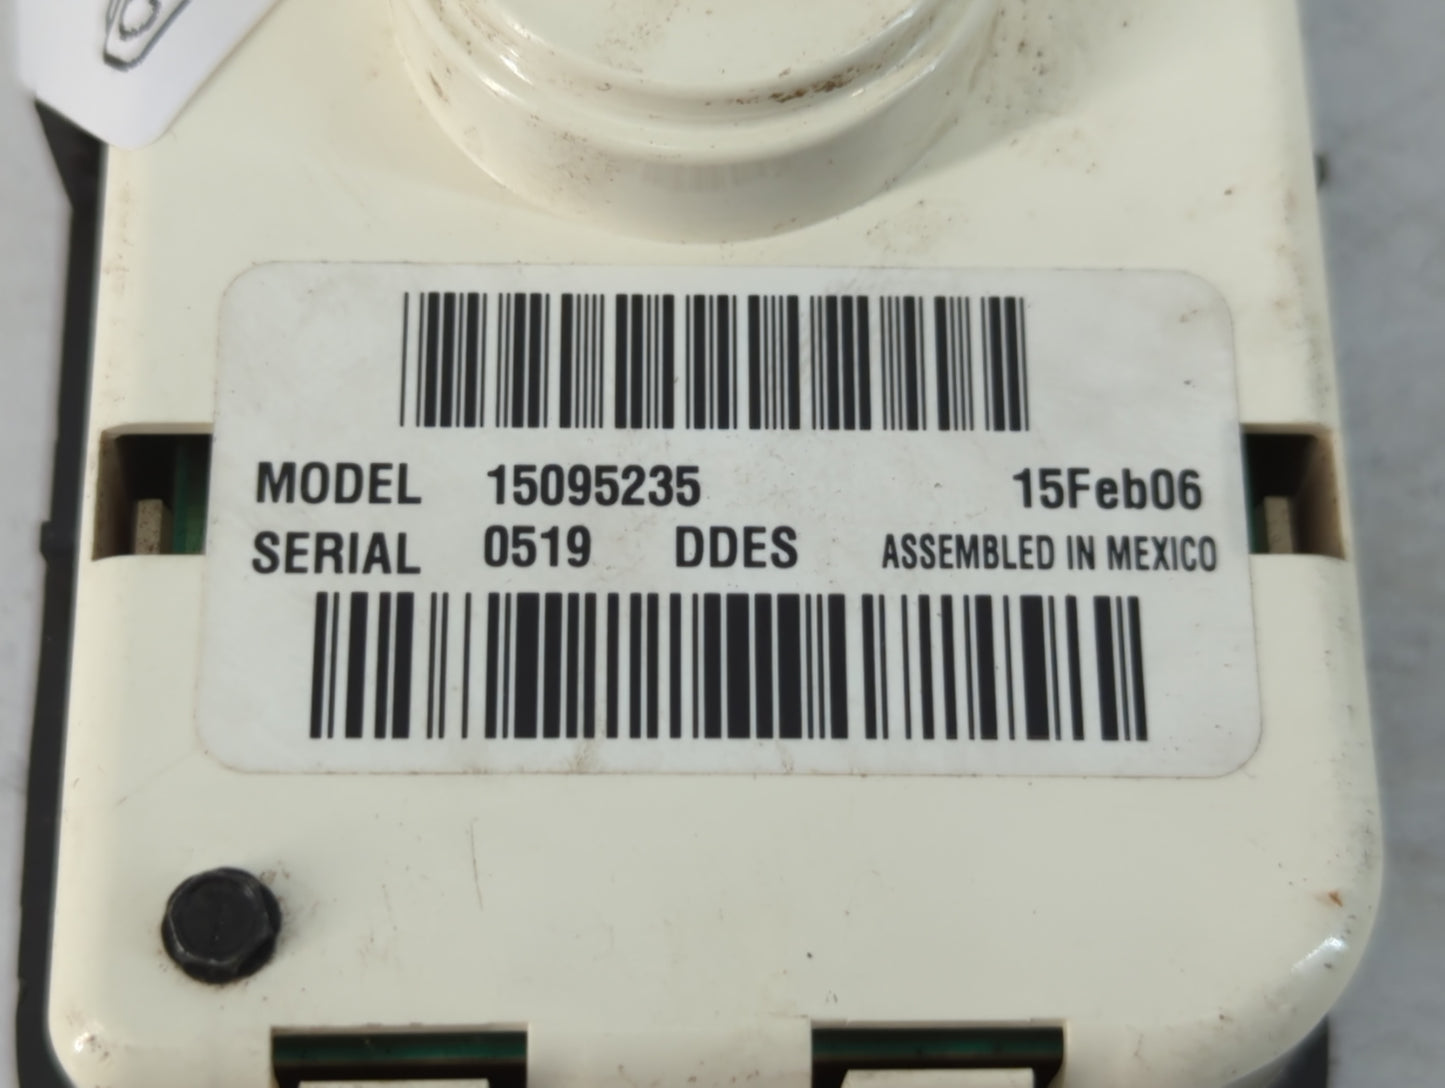 MODEL 15095235 15Feb06
SERIAL 0519 DDES ASSEMBLED IN MEXICO